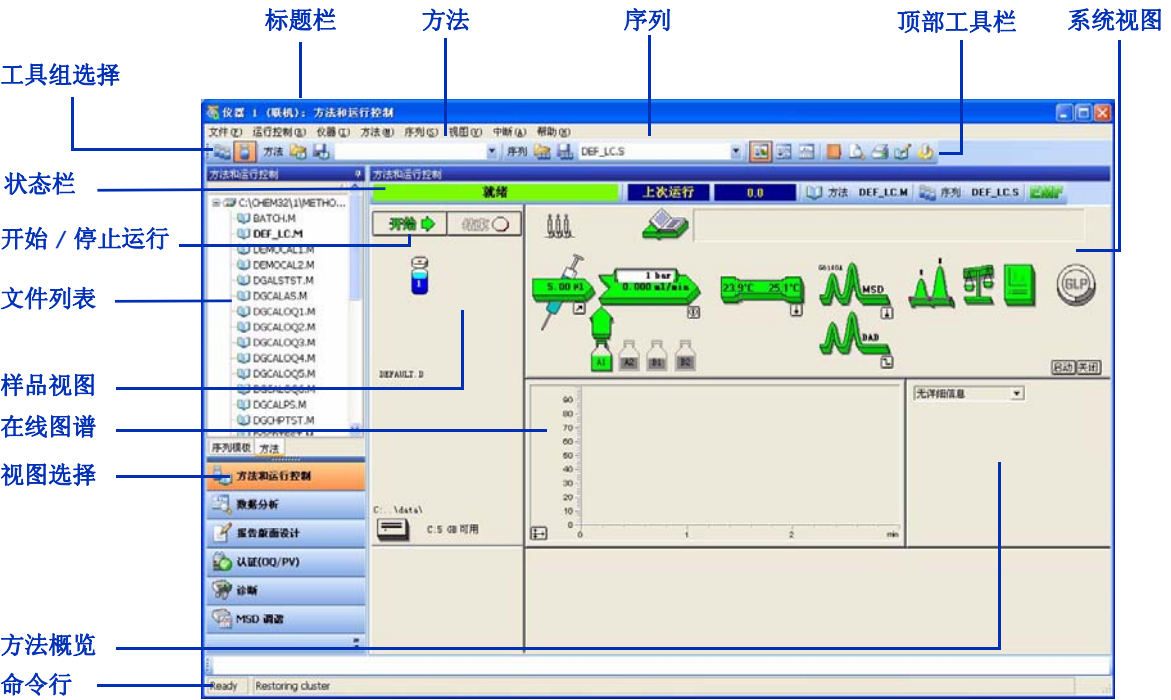 标题栏 方法 序列 顶部工具栏 系统视图
工具组选择
仪器 1 (联机): 方法和运行控制
文件(F) 运行控制(R) 仪器(I) 方法(M) 序列(S) 视图(V) 中断(A) 帮助(H)
方法 序列 DEF_LC.S
方法和运行控制 方法和运行控制
状态栏
就绪 上次运行 0.0 方法: DEF_LC.M 序列: DEF_LC.S
C:\CHEM32\1\METHO...
BATCH.M
DEF_LC.M
DEMOCAL1.M
DEMOCAL2.M
DGALSTST.M
DGCALAS.M
DGCALOQ1.M
DGCALOQ2.M
DGCALOQ3.M
DGCALOQ4.M
DGCALOQ5.M
DGCALOQ6.M
DGCALPS.M
DGCHPTST.M
开始 / 停止运行
开始
文件列表
1
DEFAULT.D
5.00 µl
1 bar
0.000 ml/min
23.9°C 25.1°C
G6140A
MSD
DAD
GLP
A1 A2 B1 B2
启动 关闭
样品视图
在线图谱
视图选择
90
80
70
60
50
40
30
20
10
0
0 1 2 min
无详细信息
序列模板 方法
方法和运行控制
数据分析
报告版面设计
认证(OQ/PV)
诊断
MSD 调谐
C:..\data\
C:5 GB 可用
方法概览
命令行
Ready Restoring cluster